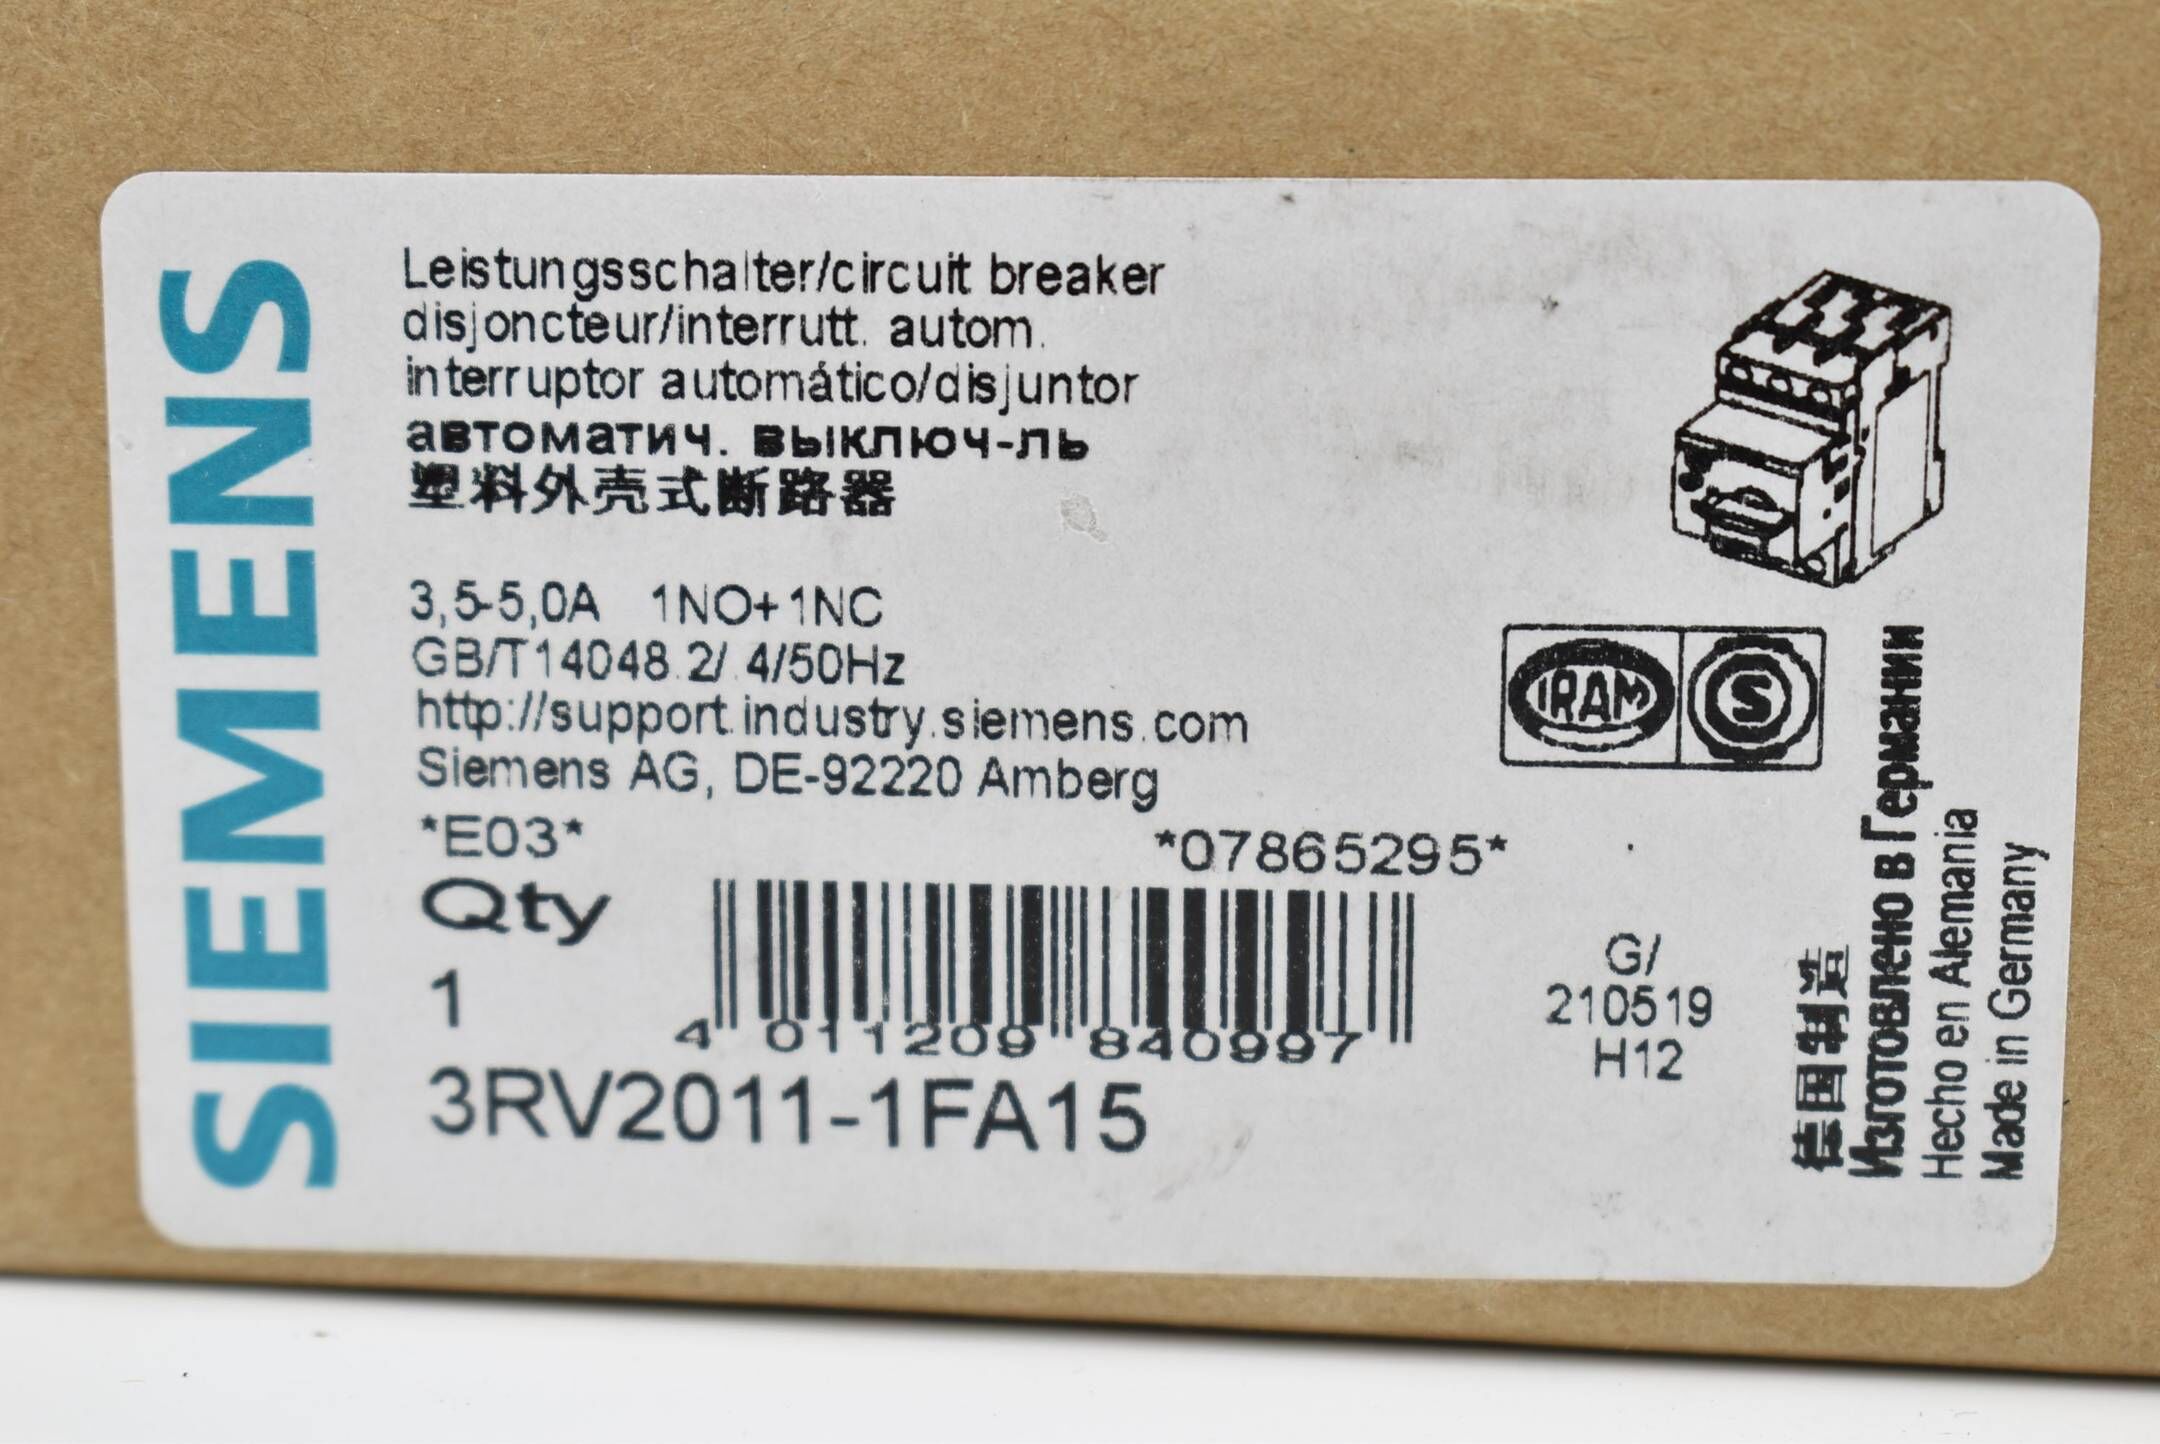 SIEMENS
Leistungsschalter/circuit breaker
disjoncteur/interrutt. autom.
interruptor automático/disjuntor
автоматич. выключ-ль
塑料外壳式断路器
3,5-5,0A 1NO+1NC
GB/T14048.2/.4/50Hz
http://support.industry.siemens.com
Siemens AG, DE-92220 Amberg
*E03*
*07865295*
Qty
1
4 011209 840997
3RV2011-1FA15
IRAM S
G/
210519
H12
德国制造
Изготовлено в Германии
Hecho en Alemania
Made in Germany